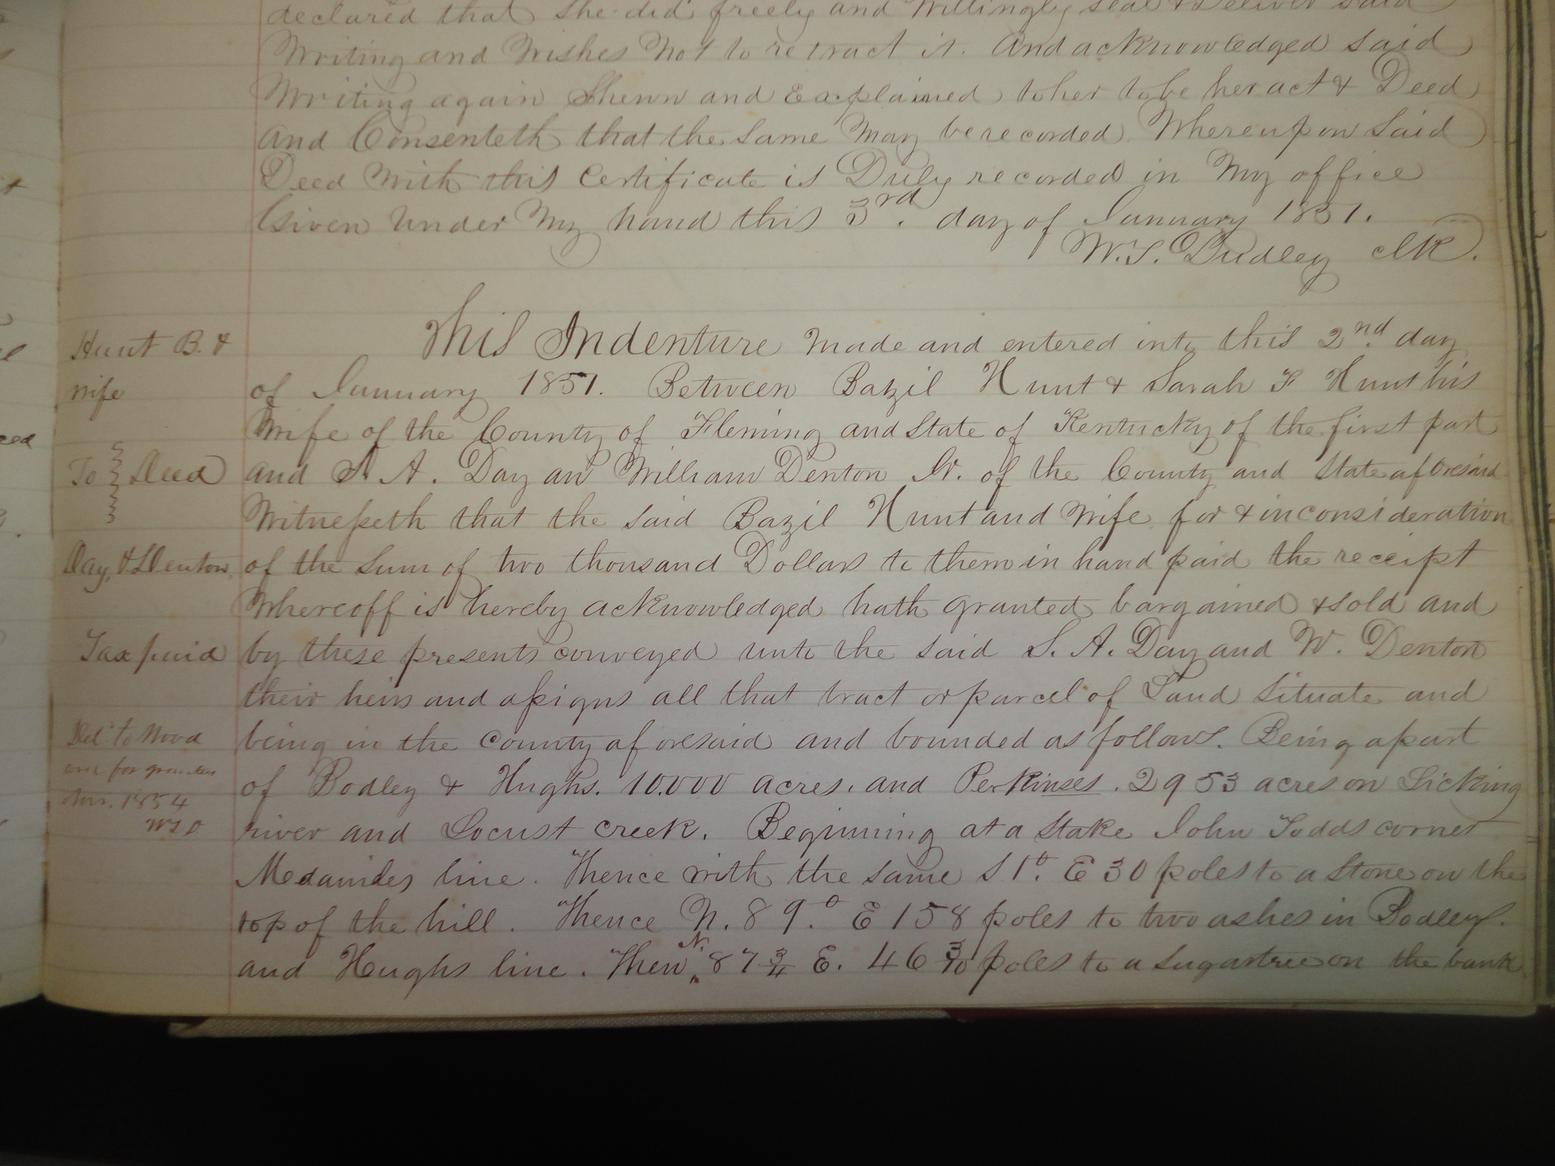 declared that she did freely and Willingly seal & Deliver said
Writing and Wishes Not to retract it. And acknowledged said
Writing again Shewn and Explained to her to be her act & Deed
And Consenteth that the same May be recorded. Whereupon Said
Deed With this Certificate is Duly recorded in My office
Given Under My hand this 3rd. day of January 1851.
W.S. Dudley clk.
Hunt B. &
Wife
To Deed
Day, & Denton
Tax paid
Del. to Wood
for grantees
1854
WSD
This Indenture Made and entered into this 2nd. day
of January 1851. Between Bazil Hunt & Sarah F Hunt his
Wife of the County of Fleming and State of Kentucky of the first part
and S. A. Day an William Denton Sr. of the County and State aforesaid
Witnesseth that the said Bazil Hunt and Wife for & in consideration
of the sum of two thousand Dollars to them in hand paid the receipt
Whereoff is hereby acknowledged hath granted bargained & sold and
by these presents conveyed unto the said S. A. Day and W. Denton
their heirs and assigns all that tract or parcel of Land Situate and
being in the county aforesaid and bounded as follows. Being a part
of Bodley & Hughs. 10.000 acres. and Perkinses. 2953 acres on Licking
river and Locust creek. Beginning at a Stake John Todds corner
line. Thence with the same S 1°. E 30 poles to a Stone on the
top of the hill. Thence N. 89.° E 158 poles to two ashes in Bodleys.
and Hughs line. Then N. 87 3/4 E. 46 3/10 poles to a Sugartree on the bank